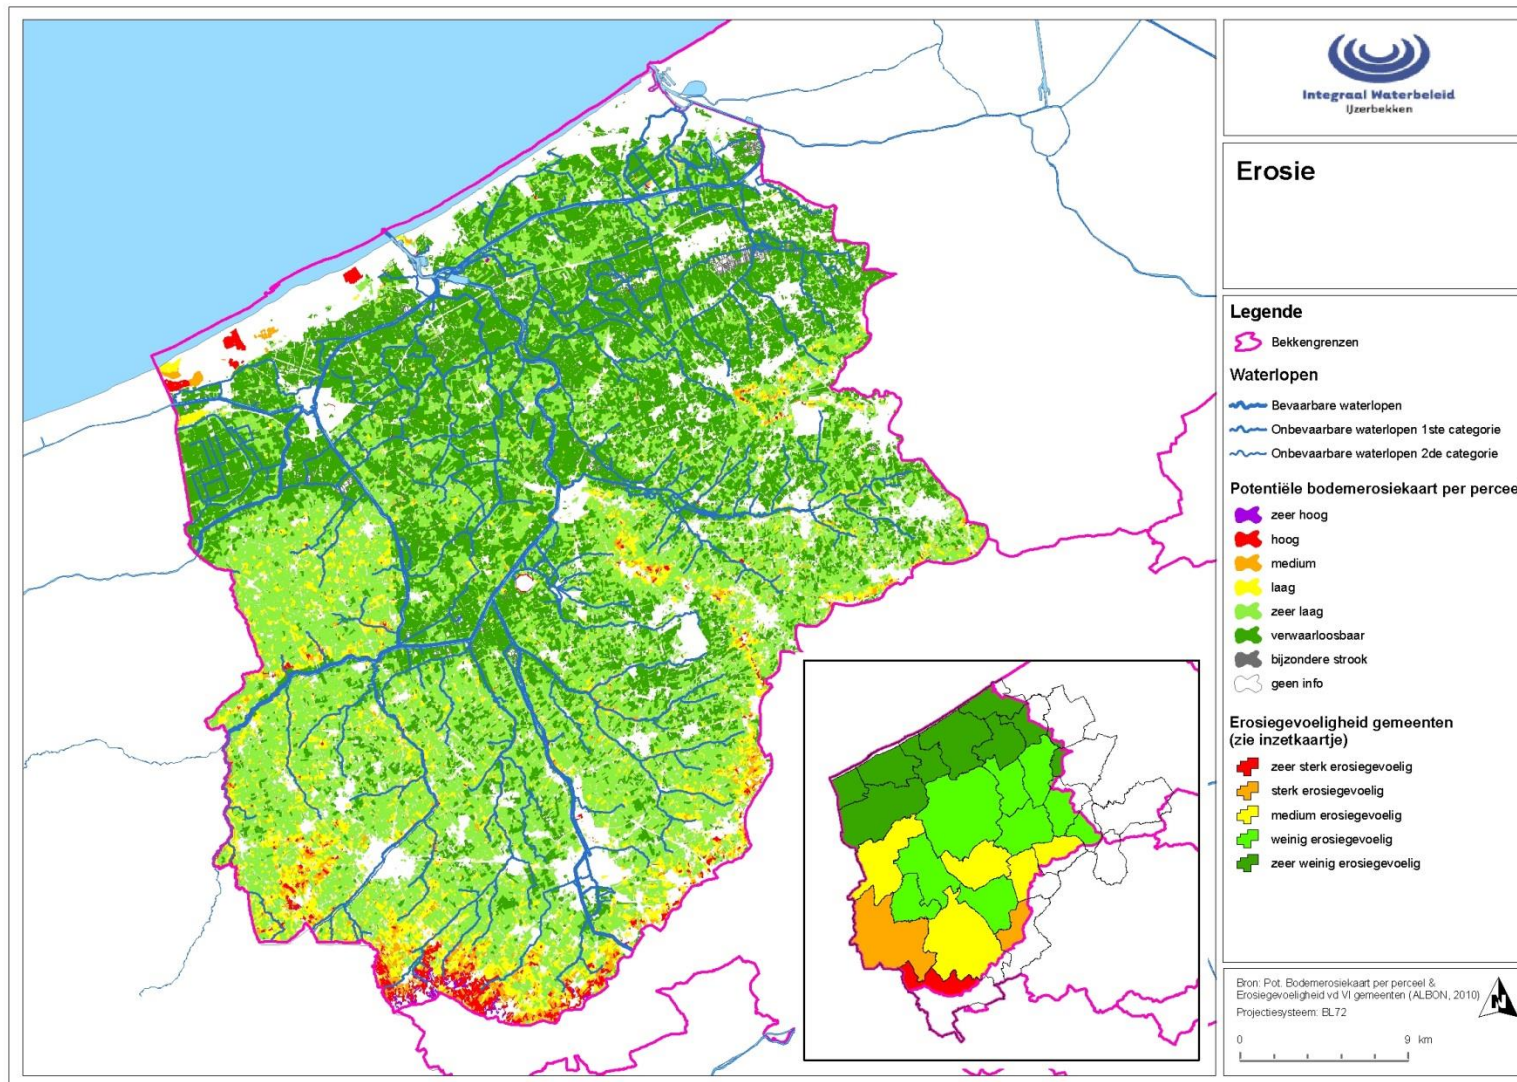 Integraal Waterbeleid
IJzerbekken
Erosie
Legende
Bekkengrenzen
Waterlopen
Bevaarbare waterlopen
Onbevaarbare waterlopen 1ste categorie
Onbevaarbare waterlopen 2de categorie
Potentiële bodemerosiekaart per percee
zeer hoog
hoog
medium
laag
zeer laag
verwaarloosbaar
bijzondere strook
geen info
Erosiegevoeligheid gemeenten
(zie inzetkaartje)
zeer sterk erosiegevoelig
sterk erosiegevoelig
medium erosiegevoelig
weinig erosiegevoelig
zeer weinig erosiegevoelig
Bron: Pot. Bodemerosiekaart per perceel &
Erosiegevoeligheid vd Vl gemeenten (ALBON, 2010)
Projectiesysteem: BL72
N
0 9 km